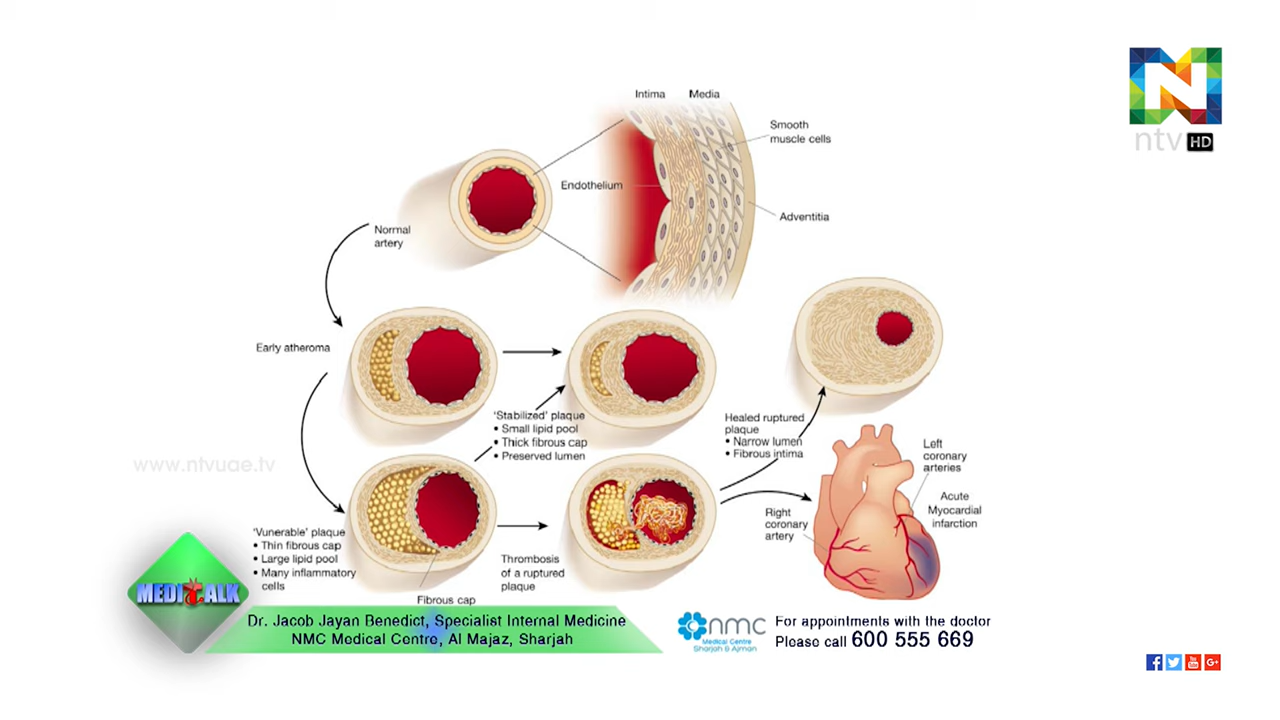 Intima Media
Smooth
muscle cells
Endothelium
Adventitia
Normal
artery
ntv HD
Early atheroma
'Stabilized' plaque
• Small lipid pool
• Thick fibrous cap
• Preserved lumen
Healed ruptured
plaque
• Narrow lumen
• Fibrous intima
Left
coronary
arteries
Acute
Myocardial
infarction
Right
coronary
artery
www.ntvuae.tv
'Vunerable' plaque
• Thin fibrous cap
• Large lipid pool
• Many inflammatory
cells
Thrombosis
of a ruptured
plaque
Fibrous cap
MEDITALK
Dr. Jacob Jayan Benedict, Specialist Internal Medicine
NMC Medical Centre, Al Majaz, Sharjah
nmc
Medical Centre
Sharjah & Ajman
For appointments with the doctor
Please call 600 555 669